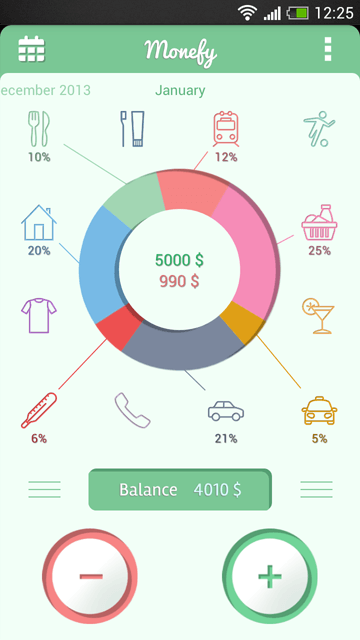 12:25
Monefy
ecember 2013
January
10%
12%
20%
25%
5000 $
990 $
6%
21%
5%
Balance 4010 $